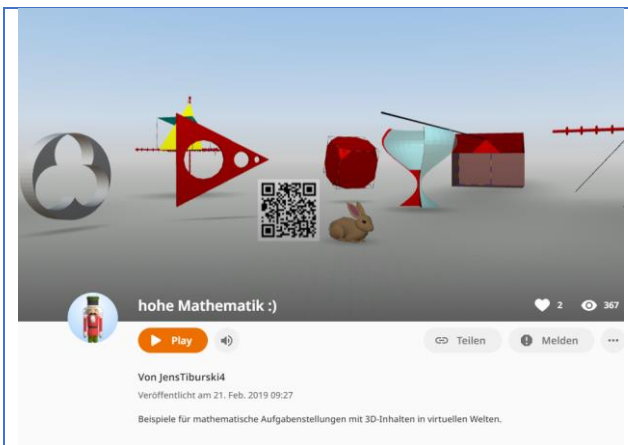 hohe Mathematik :)
2
367
Play
Teilen
Melden
Von JensTiburski4
Veröffentlicht am 21. Feb. 2019 09:27
Beispiele für mathematische Aufgabenstellungen mit 3D-Inhalten in virtuellen Welten.